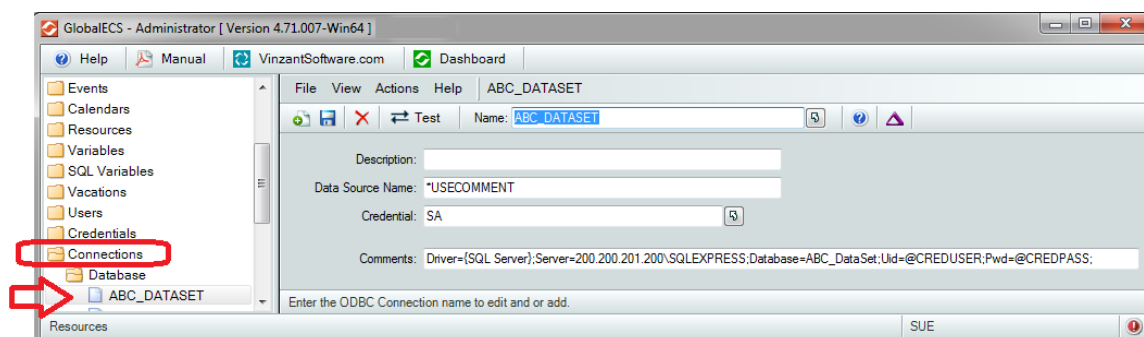 GlobalECS - Administrator [ Version 4.71.007-Win64 ]
Help Manual VinzantSoftware.com Dashboard
Events
Calendars
Resources
Variables
SQL Variables
Vacations
Users
Credentials
Connections
Database
ABC_DATASET
File View Actions Help ABC_DATASET
Test Name: ABC_DATASET
Description:
Data Source Name: *USECOMMENT
Credential: SA
Comments: Driver={SQL Server};Server=200.200.201.200\SQLEXPRESS;Database=ABC_DataSet;Uid=@CREDUSER;Pwd=@CREDPASS;
Enter the ODBC Connection name to edit and or add.
Resources SUE